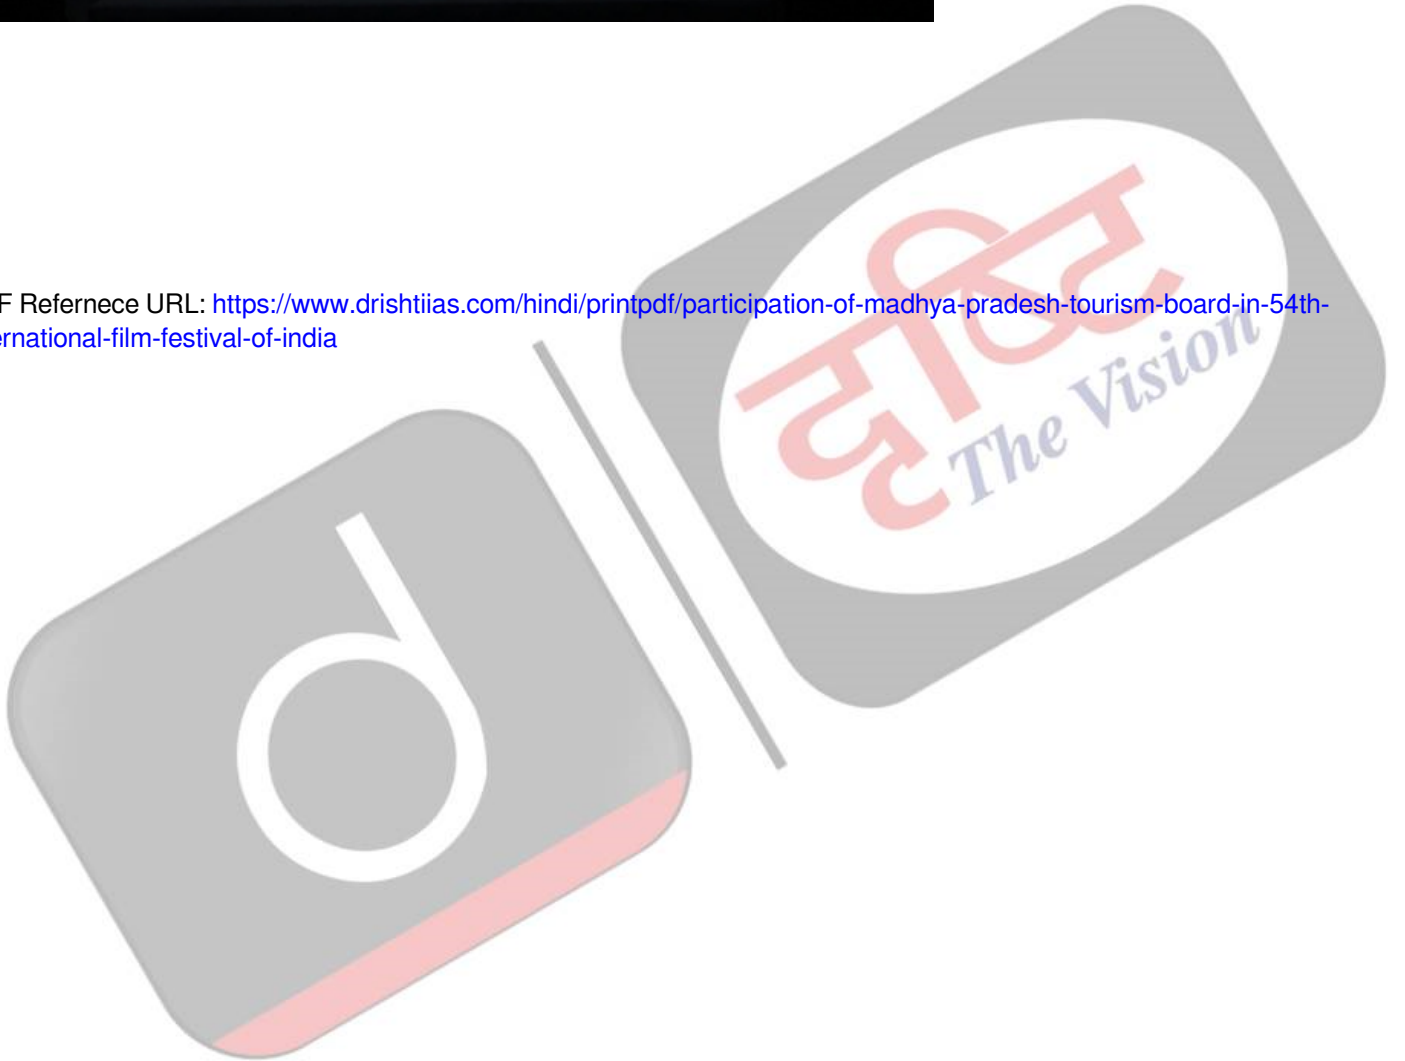 F Refernece URL: https://www.drishtiias.com/hindi/printpdf/participation-of-madhya-pradesh-tourism-board-in-54th-
ernational-film-festival-of-india
दृष्टि
The Vision
d